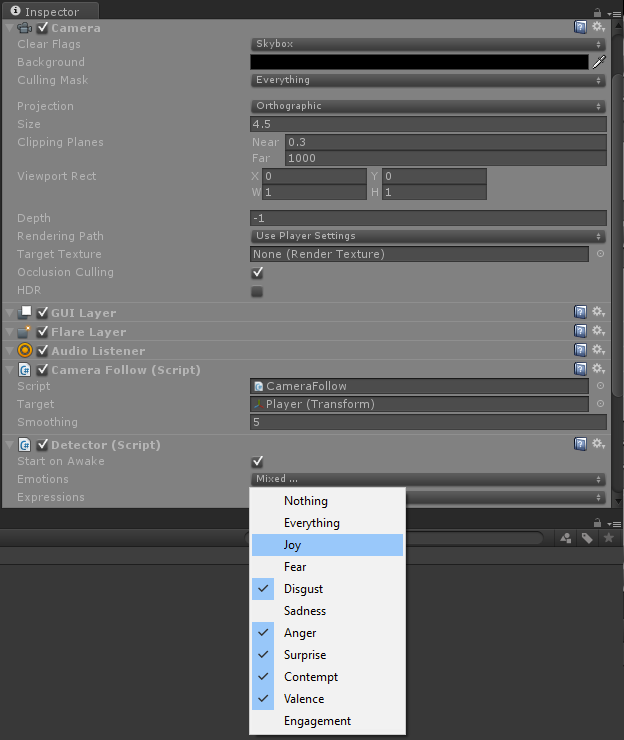 Inspector
Camera
Clear Flags Skybox
Background
Culling Mask Everything
Projection Orthographic
Size 4.5
Clipping Planes Near 0.3
Far 1000
Viewport Rect X 0 Y 0
W 1 H 1
Depth -1
Rendering Path Use Player Settings
Target Texture None (Render Texture)
Occlusion Culling
HDR
GUI Layer
Flare Layer
Audio Listener
Camera Follow (Script)
Script CameraFollow
Target Player (Transform)
Smoothing 5
Detector (Script)
Start on Awake
Emotions Mixed ...
Expressions
Nothing
Everything
Joy
Fear
Disgust
Sadness
Anger
Surprise
Contempt
Valence
Engagement